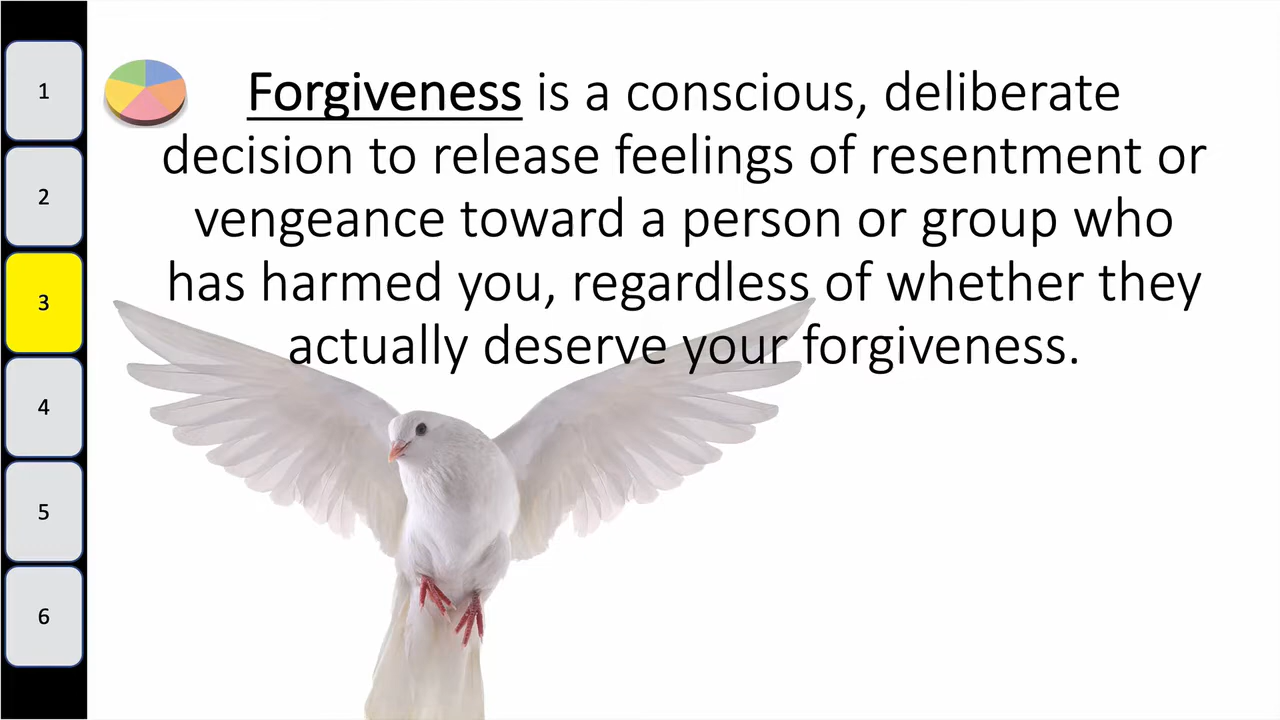 1
2
3
4
5
6
Forgiveness is a conscious, deliberate
decision to release feelings of resentment or
vengeance toward a person or group who
has harmed you, regardless of whether they
actually deserve your forgiveness.